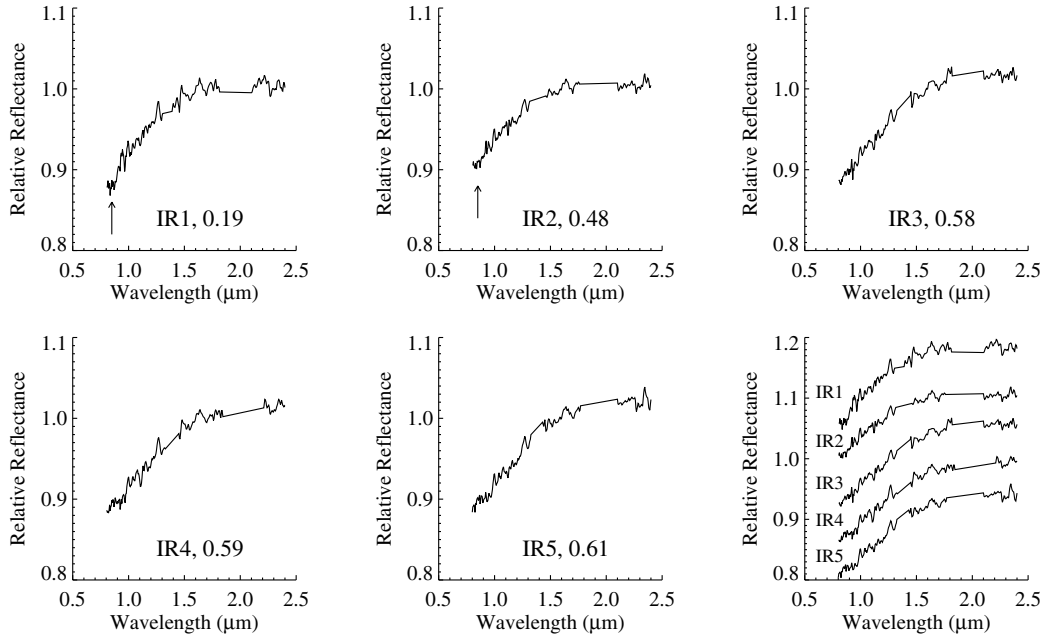 1.1
1.0
0.9
0.8
Relative Reflectance
IR1, 0.19
0.5 1.0 1.5 2.0 2.5
Wavelength (μm)
1.1
1.0
0.9
0.8
Relative Reflectance
IR2, 0.48
0.5 1.0 1.5 2.0 2.5
Wavelength (μm)
1.1
1.0
0.9
0.8
Relative Reflectance
IR3, 0.58
0.5 1.0 1.5 2.0 2.5
Wavelength (μm)
1.1
1.0
0.9
0.8
Relative Reflectance
IR4, 0.59
0.5 1.0 1.5 2.0 2.5
Wavelength (μm)
1.1
1.0
0.9
0.8
Relative Reflectance
IR5, 0.61
0.5 1.0 1.5 2.0 2.5
Wavelength (μm)
1.2
1.1
1.0
0.9
0.8
Relative Reflectance
IR1
IR2
IR3
IR4
IR5
0.5 1.0 1.5 2.0 2.5
Wavelength (μm)